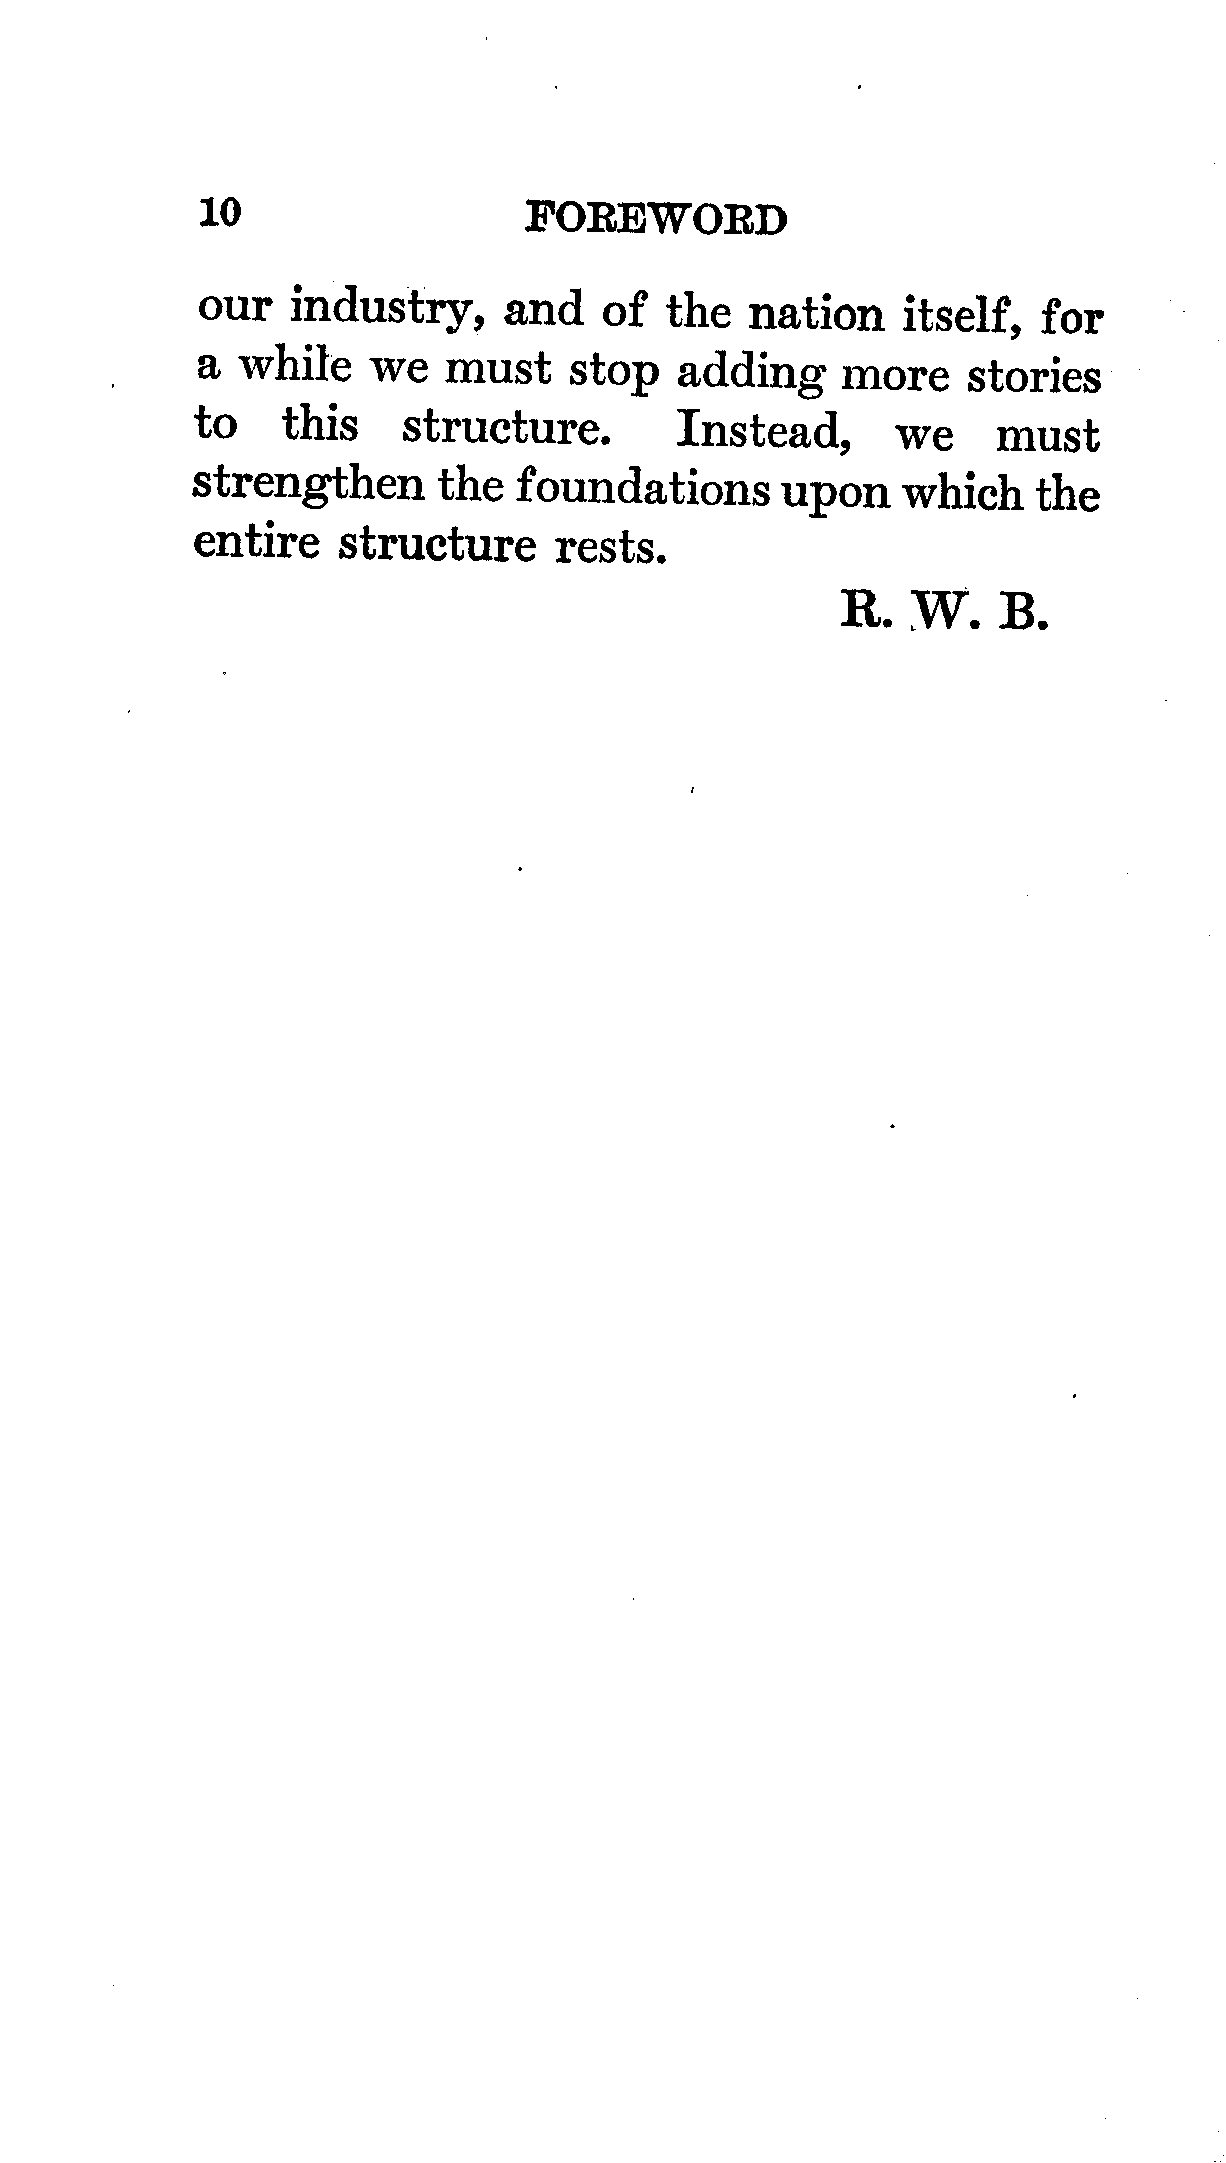 10 FOREWORD
our industry, and of the nation itself, for
a while we must stop adding more stories
to this structure. Instead, we must
strengthen the foundations upon which the
entire structure rests.
R. W. B.